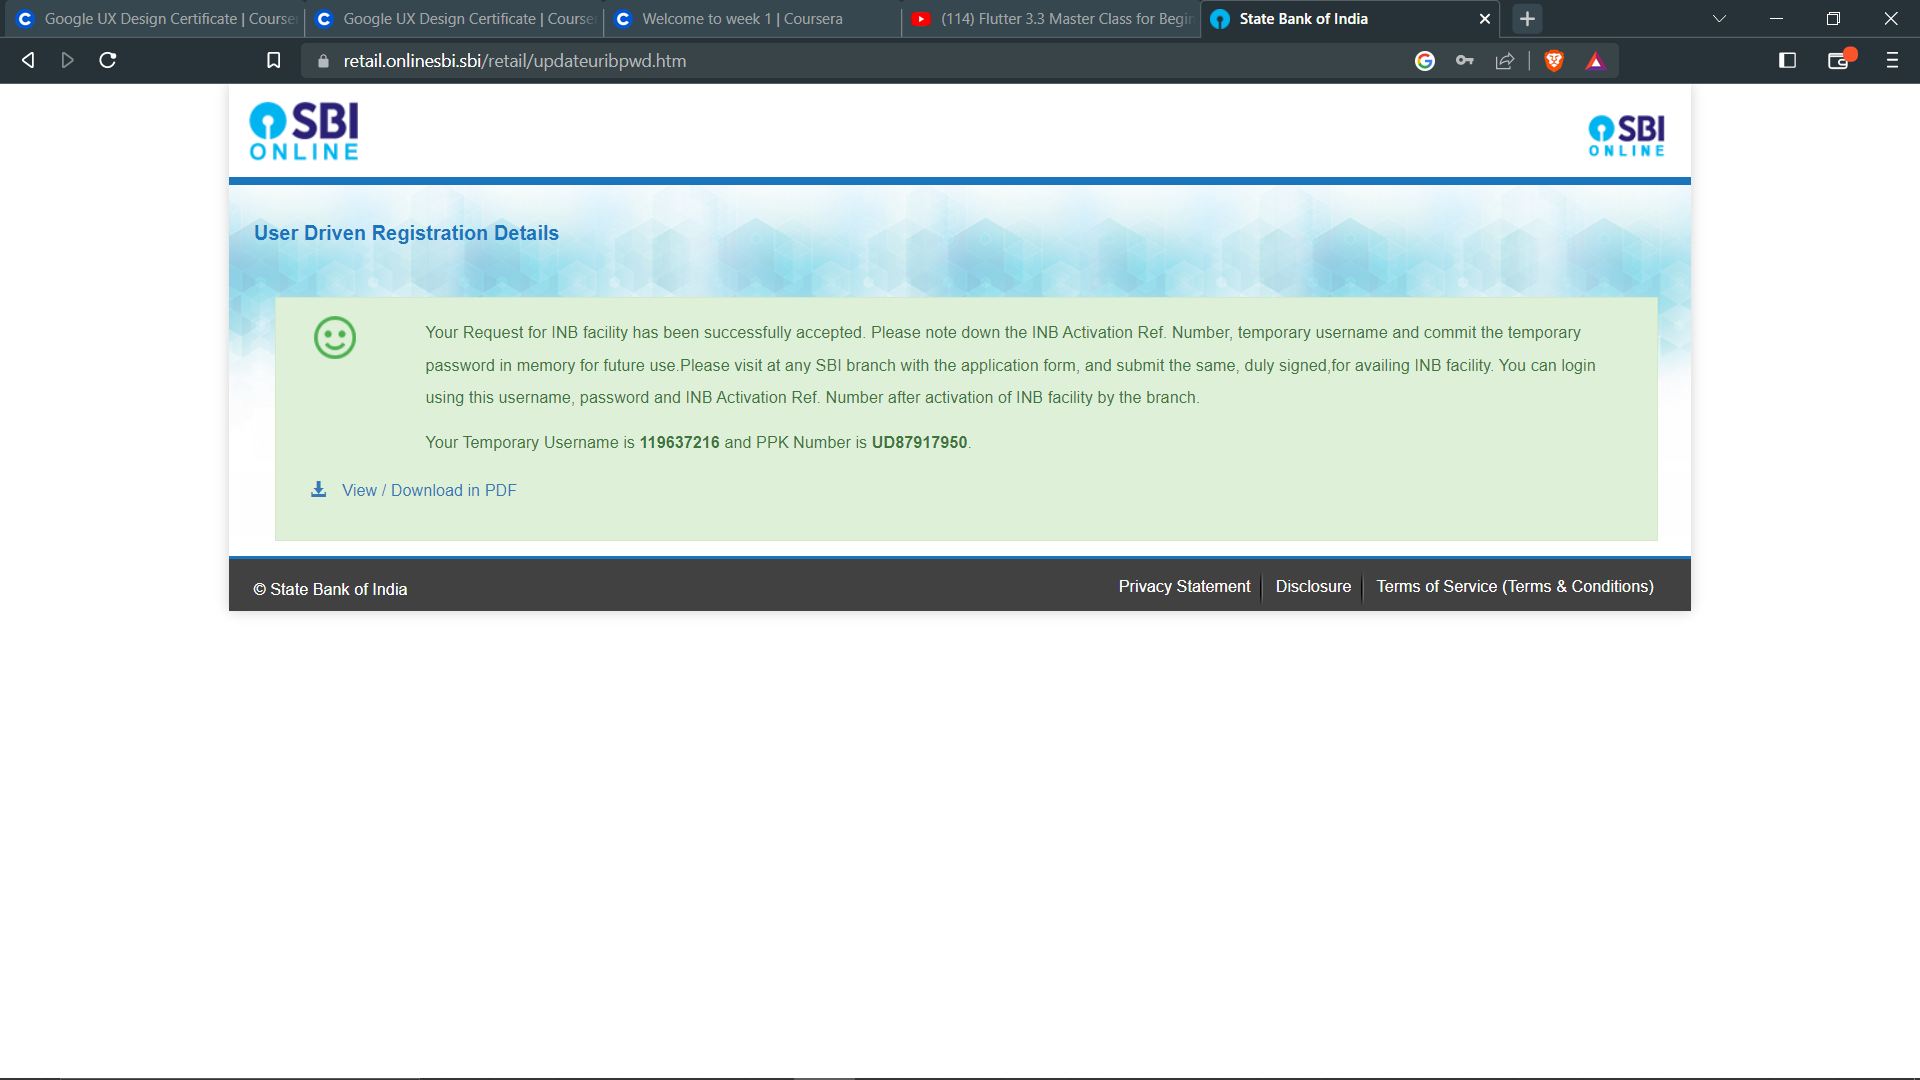 Google UX Design Certificate | Course
Google UX Design Certificate | Course
Welcome to week 1 | Coursera
(114) Flutter 3.3 Master Class for Begin
State Bank of India
retail.onlinesbi.sbi/retail/updateuribpwd.htm
SBI
ONLINE
SBI
ONLINE
User Driven Registration Details
Your Request for INB facility has been successfully accepted. Please note down the INB Activation Ref. Number, temporary username and commit the temporary
password in memory for future use.Please visit at any SBI branch with the application form, and submit the same, duly signed,for availing INB facility. You can login
using this username, password and INB Activation Ref. Number after activation of INB facility by the branch.
Your Temporary Username is 119637216 and PPK Number is UD87917950.
View / Download in PDF
© State Bank of India
Privacy Statement
Disclosure
Terms of Service (Terms & Conditions)